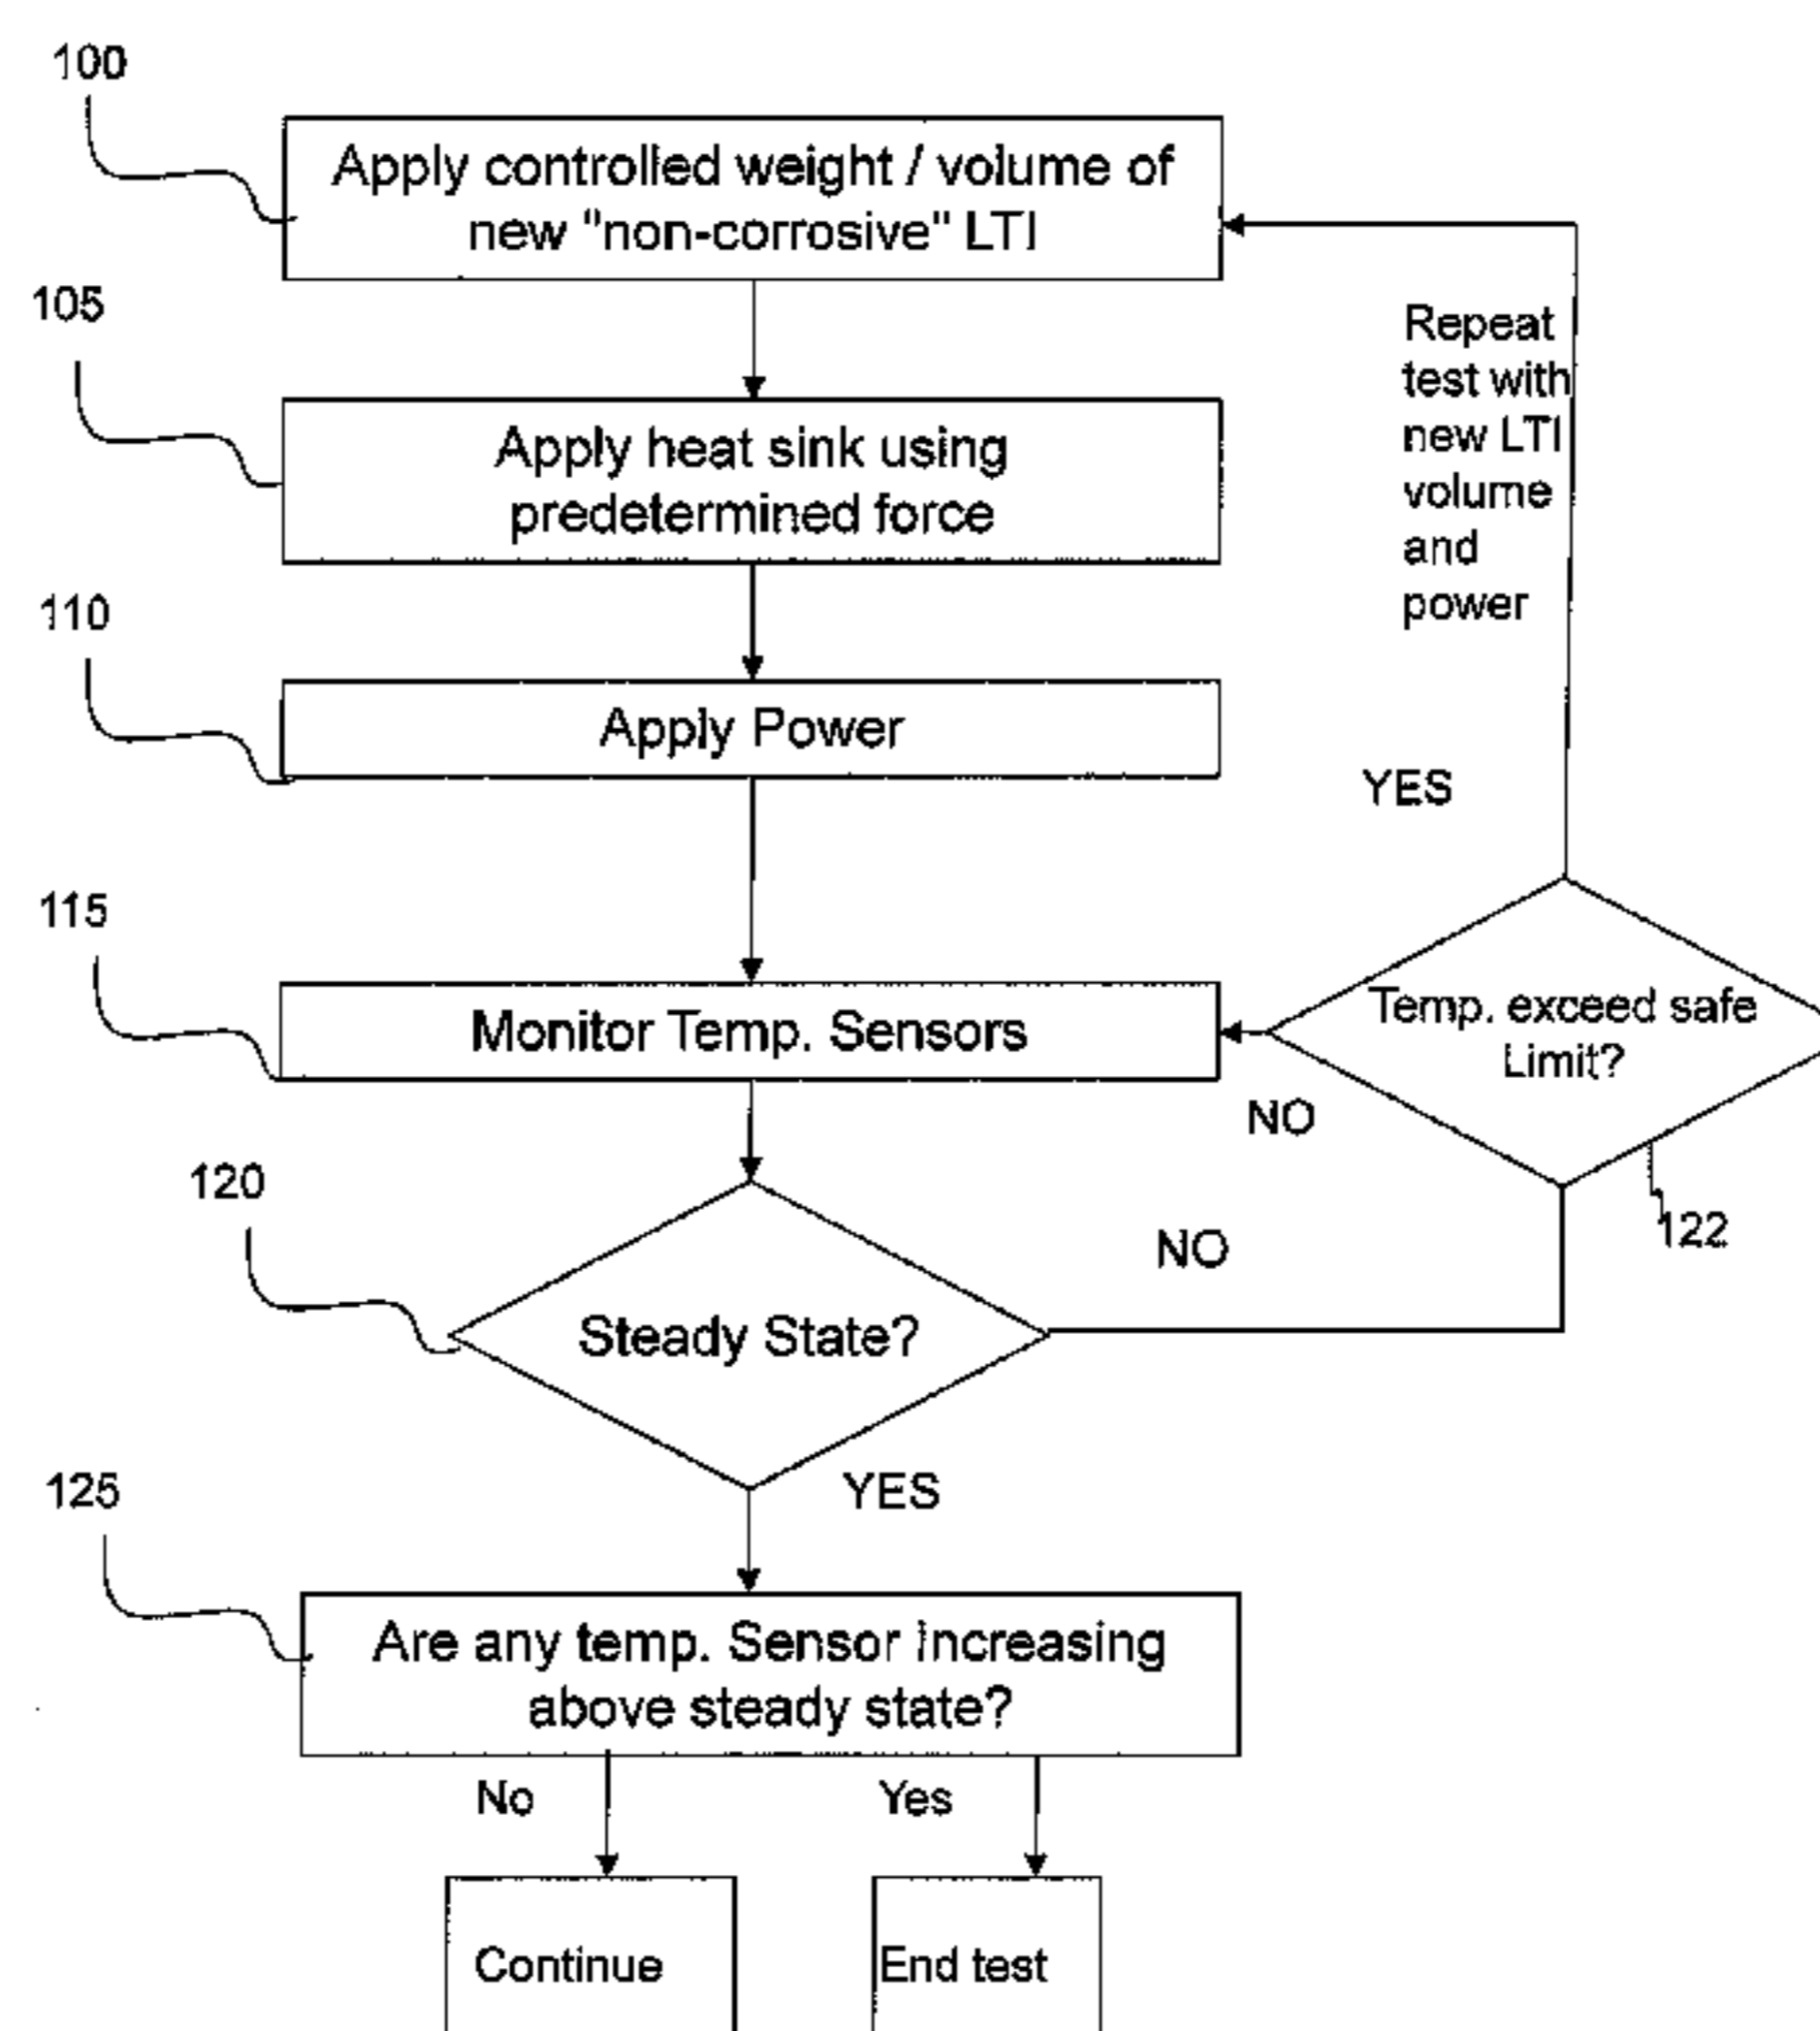 100
Apply controlled weight / volume of
new "non-corrosive" LTI
105
Repeat
test with
new LTI
volume
and
power
Apply heat sink using
predetermined force
110
Apply Power
YES
115
Monitor Temp. Sensors
Temp. exceed safe
Limit?
NO
120
122
NO
Steady State?
YES
125
Are any temp. Sensor increasing
above steady state?
No
Yes
Continue
End test